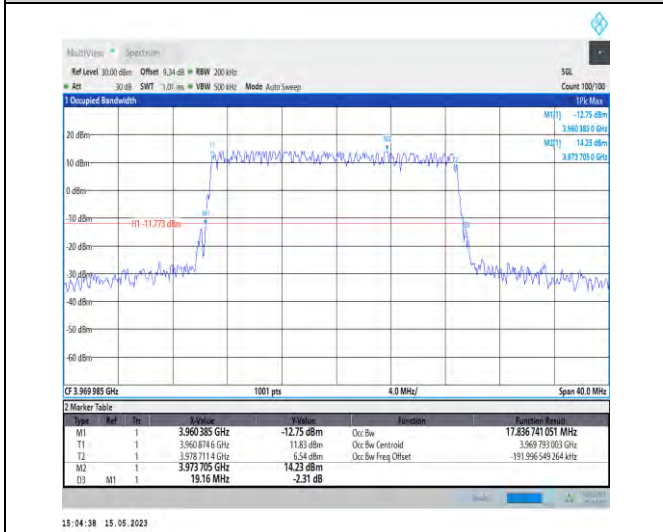 MultiView Spectrum
Ref Level 30.00 dBm Offset 9.34 dB RBW 200 kHz SGL
Att 30 dB SWT 1.01 ms VBW 500 kHz Mode Auto Sweep Count 100/100
1 Occupied Bandwidth 1Pk Max
M1[1] -12.75 dBm
3.960 385 0 GHz
M2[1] 14.23 dBm
3.973 705 0 GHz
20 dBm
T1 M2
10 dBm T2
0 dBm
-10 dBm M1
H1 -11.773 dBm D3
-20 dBm
-30 dBm
-40 dBm
-50 dBm
-60 dBm
CF 3.969 985 GHz 1001 pts 4.0 MHz/ Span 40.0 MHz
2 Marker Table
Type Ref Trc X-Value Y-Value Function Function Result
M1 1 3.960 385 GHz -12.75 dBm Occ Bw 17.836 741 051 MHz
T1 1 3.960 874 6 GHz 11.83 dBm Occ Bw Centroid 3.969 793 003 GHz
T2 1 3.978 711 4 GHz 6.54 dBm Occ Bw Freq Offset -191.996 549 264 kHz
M2 1 3.973 705 GHz 14.23 dBm
D3 M1 1 19.16 MHz -2.31 dB
15:04:38 15.05.2023